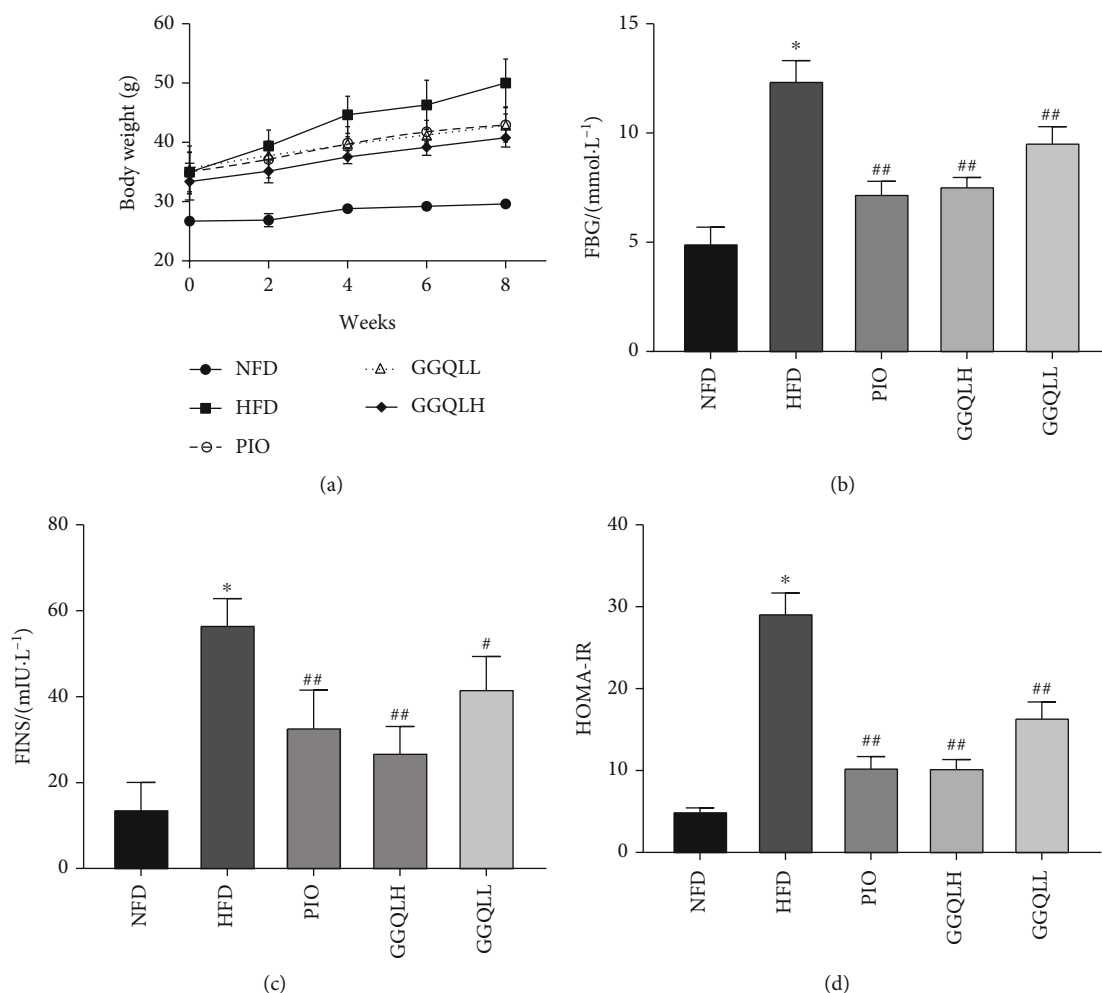 60
50
40
30
20
Body weight (g)
0 2 4 6 8
Weeks
NFD
HFD
PIO
GGQLL
GGQLH
(a)
15
10
5
0
FBG/(mmol·L⁻¹)
*
##
##
##
NFD
HFD
PIO
GGQLH
GGQLL
(b)
80
60
40
20
0
FINS/(mIU·L⁻¹)
*
##
##
#
NFD
HFD
PIO
GGQLH
GGQLL
(c)
40
30
20
10
0
HOMA-IR
*
##
##
##
NFD
HFD
PIO
GGQLH
GGQLL
(d)